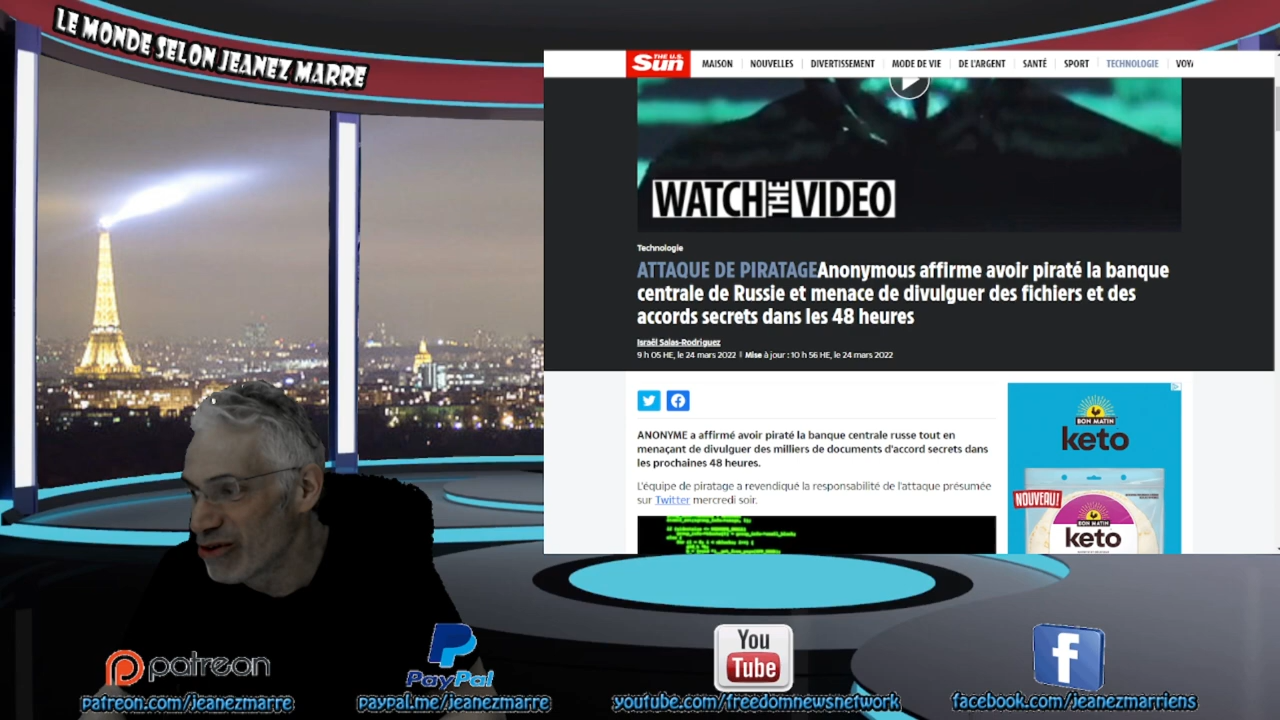 LE MONDE SELON JEANEZ MARRE
THE U.S.
Sun
MAISON NOUVELLES DIVERTISSEMENT MODE DE VIE DE L'ARGENT SANTÉ SPORT TECHNOLOGIE VOYA
WATCH THE VIDEO
Technologie
ATTAQUE DE PIRATAGEAnonymous affirme avoir piraté la banque
centrale de Russie et menace de divulguer des fichiers et des
accords secrets dans les 48 heures
Israël Salas-Rodriguez
9 h 05 HE, le 24 mars 2022 | Mise à jour : 10 h 56 HE, le 24 mars 2022
ANONYME a affirmé avoir piraté la banque centrale russe tout en
menaçant de divulguer des milliers de documents d'accord secrets dans
les prochaines 48 heures.
L'équipe de piratage a revendiqué la responsabilité de l'attaque présumée
sur Twitter mercredi soir.
BON MATIN
keto
NOUVEAU!
BON MATIN
keto
patreon
patreon.com/jeanezmarre
PayPal
paypal.me/jeanezmarre
You
Tube
youtube.com/freedomnewsnetwork
f
facebook.com/jeanezmarriens